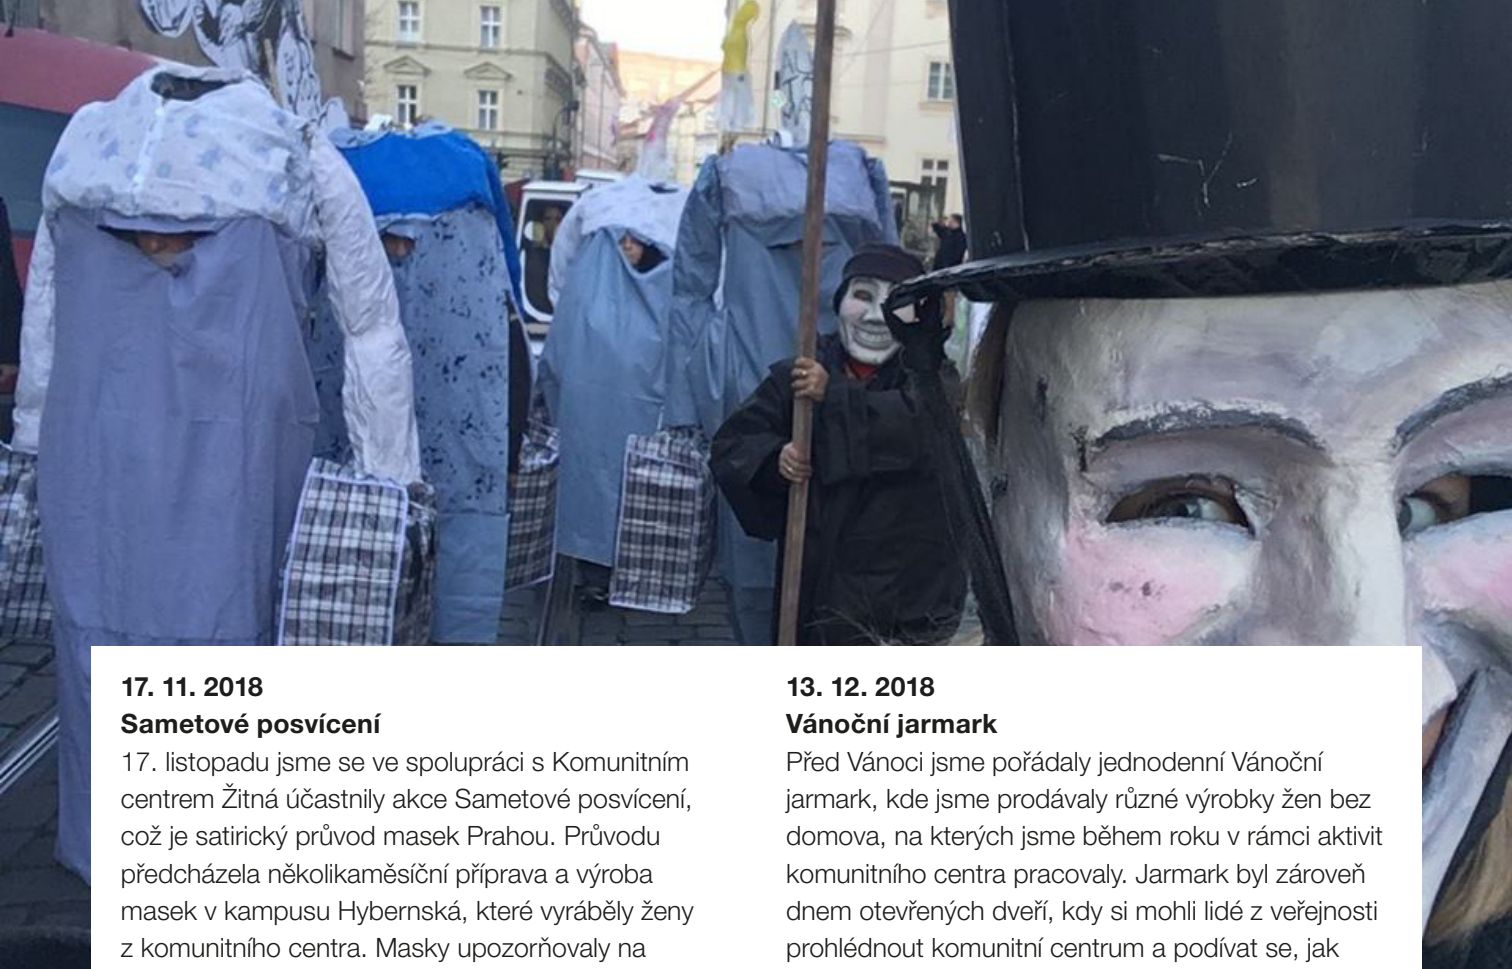 17. 11. 2018
Sametové posvícení
17. listopadu jsme se ve spolupráci s Komunitním
centrem Žitná účastnily akce Sametové posvícení,
což je satirický průvod masek Prahou. Průvodu
předcházela několikaměsíční příprava a výroba
masek v kampusu Hybernská, které vyráběly ženy
z komunitního centra. Masky upozorňovaly na
13. 12. 2018
Vánoční jarmark
Před Vánoci jsme pořádaly jednodenní Vánoční
jarmark, kde jsme prodávaly různé výrobky žen bez
domova, na kterých jsme během roku v rámci aktivit
komunitního centra pracovaly. Jarmark byl zároveň
dnem otevřených dveří, kdy si mohli lidé z veřejnosti
prohlédnout komunitní centrum a podívat se, jak